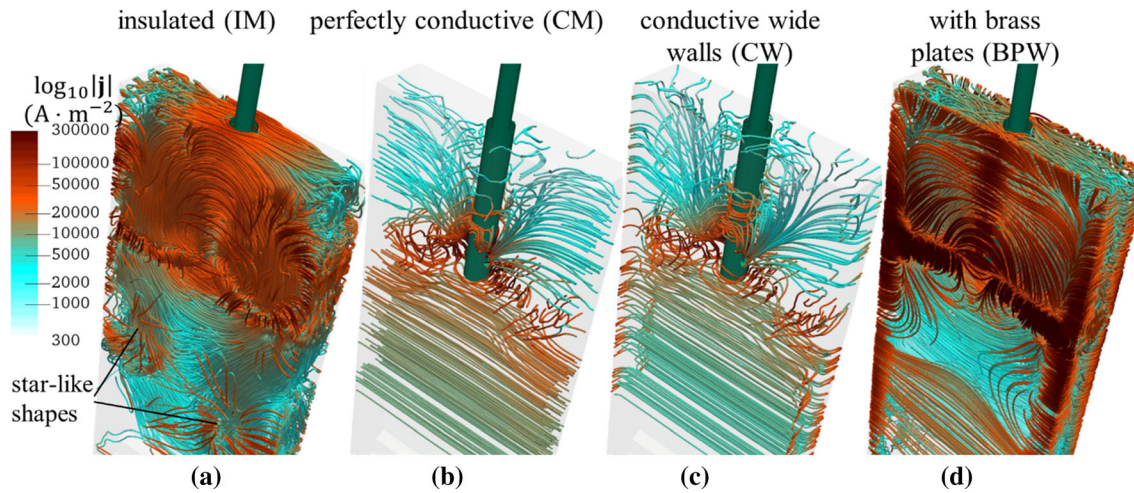 insulated (IM)
perfectly conductive (CM)
conductive wide
walls (CW)
with brass
plates (BPW)
log₁₀|j|
(A · m⁻²)
300000
100000
50000
20000
10000
5000
2000
1000
300
star-like
shapes
(a)
(b)
(c)
(d)